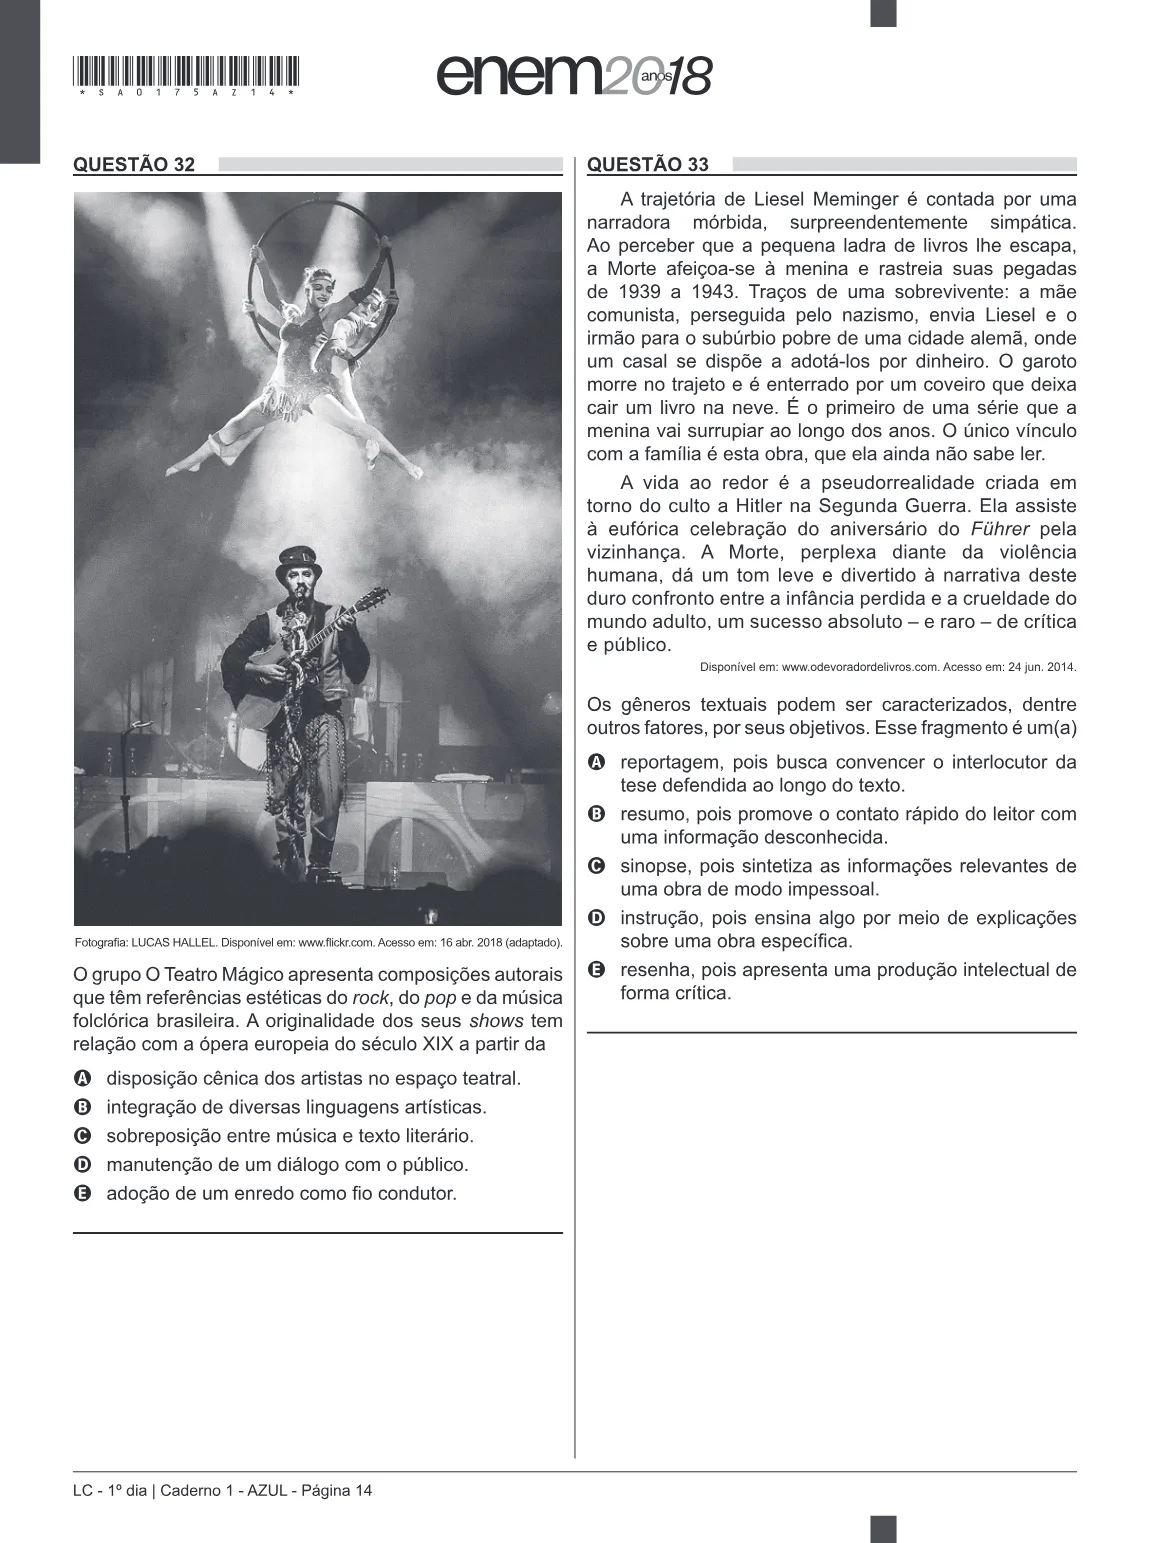 *SA0175AZ14*
enem2018
anos
QUESTÃO 32
Fotografia: LUCAS HALLEL. Disponível em: www.flickr.com. Acesso em: 16 abr. 2018 (adaptado).
O grupo O Teatro Mágico apresenta composições autorais
que têm referências estéticas do rock, do pop e da música
folclórica brasileira. A originalidade dos seus shows tem
relação com a ópera europeia do século XIX a partir da
A disposição cênica dos artistas no espaço teatral.
B integração de diversas linguagens artísticas.
C sobreposição entre música e texto literário.
D manutenção de um diálogo com o público.
E adoção de um enredo como fio condutor.
QUESTÃO 33
A trajetória de Liesel Meminger é contada por uma
narradora mórbida, surpreendentemente simpática.
Ao perceber que a pequena ladra de livros lhe escapa,
a Morte afeiçoa-se à menina e rastreia suas pegadas
de 1939 a 1943. Traços de uma sobrevivente: a mãe
comunista, perseguida pelo nazismo, envia Liesel e o
irmão para o subúrbio pobre de uma cidade alemã, onde
um casal se dispõe a adotá-los por dinheiro. O garoto
morre no trajeto e é enterrado por um coveiro que deixa
cair um livro na neve. É o primeiro de uma série que a
menina vai surrupiar ao longo dos anos. O único vínculo
com a família é esta obra, que ela ainda não sabe ler.
A vida ao redor é a pseudorrealidade criada em
torno do culto a Hitler na Segunda Guerra. Ela assiste
à eufórica celebração do aniversário do Führer pela
vizinhança. A Morte, perplexa diante da violência
humana, dá um tom leve e divertido à narrativa deste
duro confronto entre a infância perdida e a crueldade do
mundo adulto, um sucesso absoluto – e raro – de crítica
e público.
Disponível em: www.odevoradordelivros.com. Acesso em: 24 jun. 2014.
Os gêneros textuais podem ser caracterizados, dentre
outros fatores, por seus objetivos. Esse fragmento é um(a)
A reportagem, pois busca convencer o interlocutor da
tese defendida ao longo do texto.
B resumo, pois promove o contato rápido do leitor com
uma informação desconhecida.
C sinopse, pois sintetiza as informações relevantes de
uma obra de modo impessoal.
D instrução, pois ensina algo por meio de explicações
sobre uma obra específica.
E resenha, pois apresenta uma produção intelectual de
forma crítica.
LC - 1º dia | Caderno 1 - AZUL - Página 14